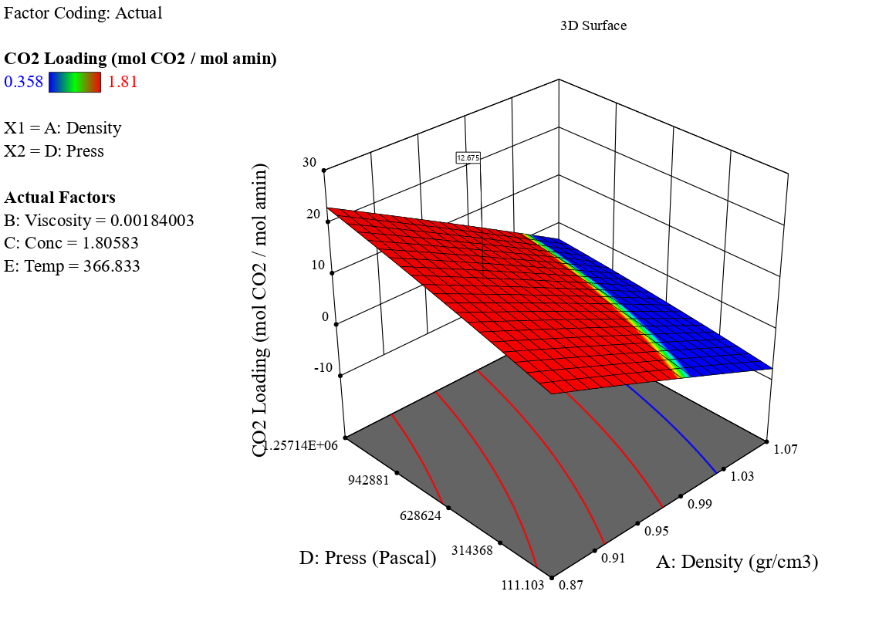 Factor Coding: Actual
3D Surface
CO2 Loading (mol CO2 / mol amin)
0.358 1.81
X1 = A: Density
X2 = D: Press
Actual Factors
B: Viscosity = 0.00184003
C: Conc = 1.80583
E: Temp = 366.833
12.675
30
20
10
0
-10
CO2 Loading (mol CO2 / mol amin)
1.25714E+06
942881
628624
314368
111.103
D: Press (Pascal)
0.87
0.91
0.95
0.99
1.03
1.07
A: Density (gr/cm3)